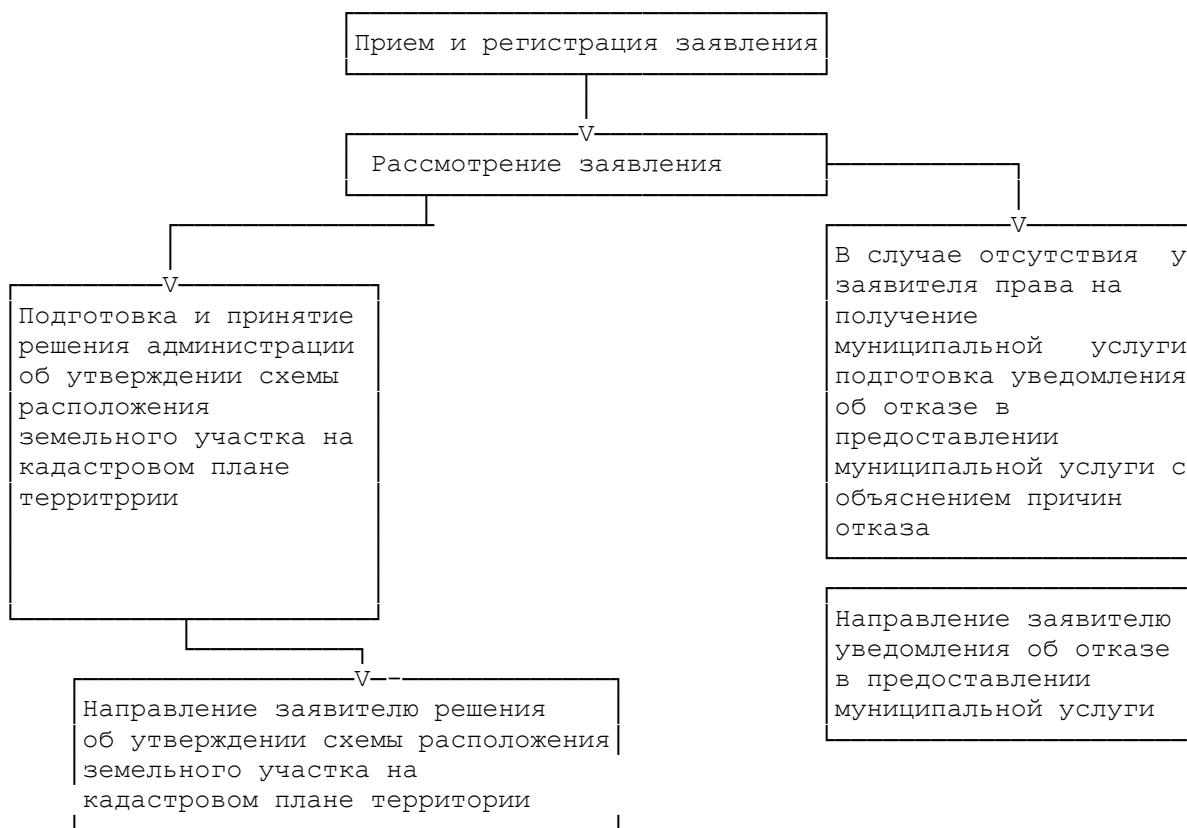 Прием и регистрация заявления
Рассмотрение заявления
Подготовка и принятие
решения администрации
об утверждении схемы
расположения
земельного участка на
кадастровом плане
территртрии
В случае отсутствия у
заявителя права на
получение
муниципальной услуги
подготовка уведомления
об отказе в
предоставлении
муниципальной услуги с
объяснением причин
отказа
Направление заявителю решения
об утверждении схемы расположения
земельного участка на
кадастровом плане территории
Направление заявителю
уведомления об отказе
в предоставлении
муниципальной услуги